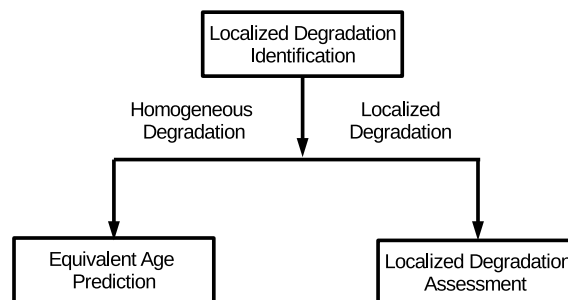 Localized Degradation
Identification
Homogeneous
Degradation
Localized
Degradation
Equivalent Age
Prediction
Localized Degradation
Assessment